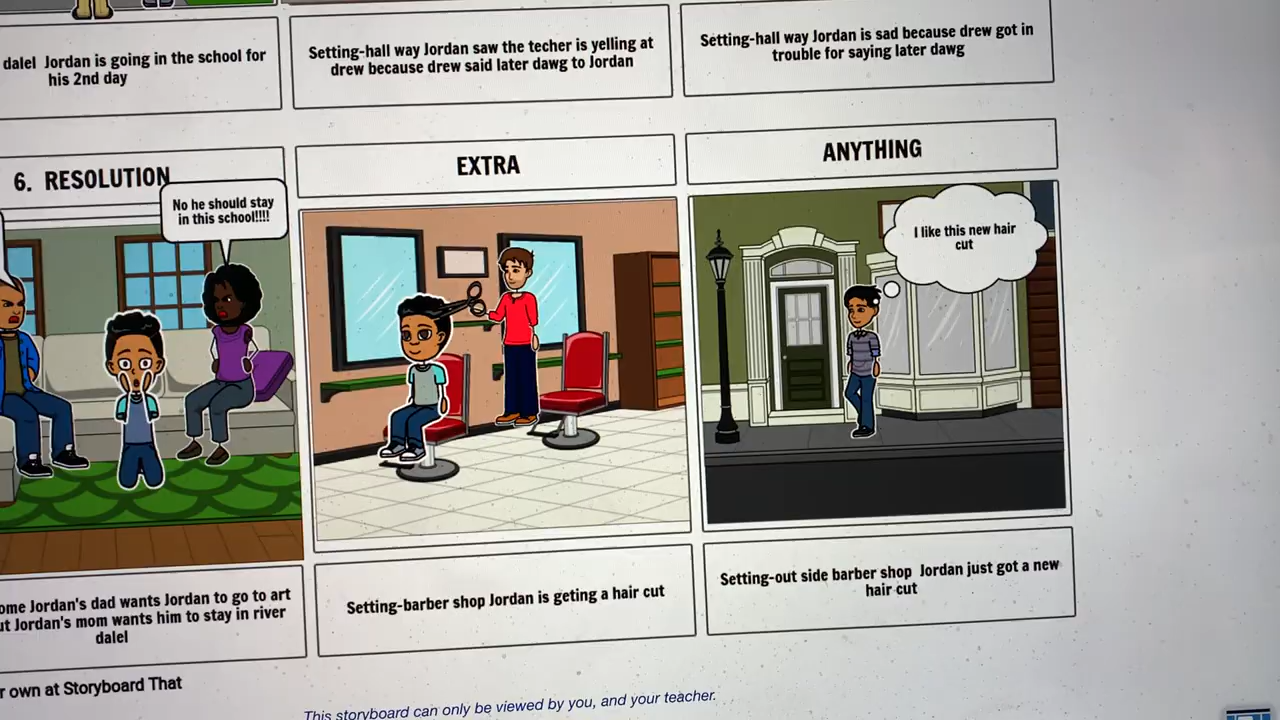 dalel Jordan is going in the school for
his 2nd day
Setting-hall way Jordan saw the techer is yelling at
drew because drew said later dawg to Jordan
Setting-hall way Jordan is sad because drew got in
trouble for saying later dawg
6. RESOLUTION
EXTRA
ANYTHING
No he should stay
in this school!!!!
I like this new hair
cut
Jordan's dad wants Jordan to go to art
Jordan's mom wants him to stay in river
dalel
Setting-barber shop Jordan is geting a hair cut
Setting-out side barber shop Jordan just got a new
hair cut
own at Storyboard That
This storyboard can only be viewed by you, and your teacher.